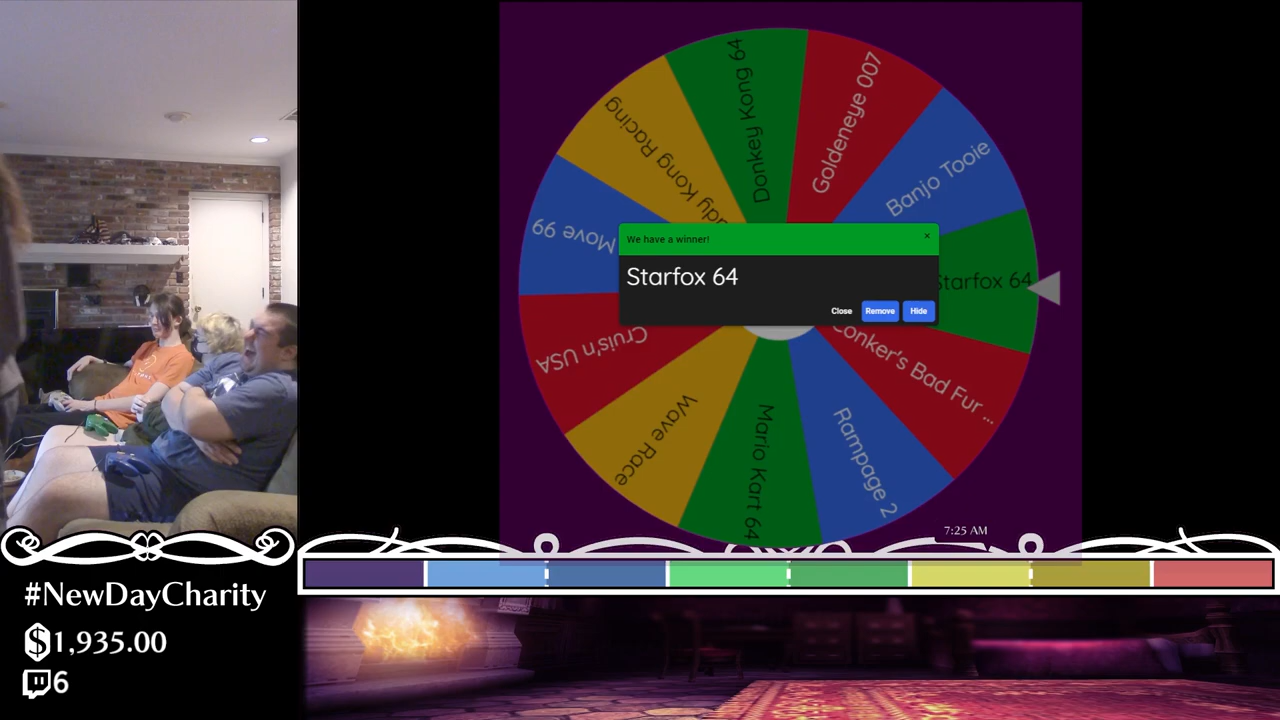 Donkey Kong 64
Goldeneye 007
Banjo Tooie
Starfox 64
Conker's Bad Fur ...
Rampage 2
Mario Kart 64
Wave Race
Cruis'n USA
Move 99
dy Kong Racing
We have a winner!
×
Starfox 64
Close
Remove
Hide
7:25 AM
#NewDayCharity
$1,935.00
6